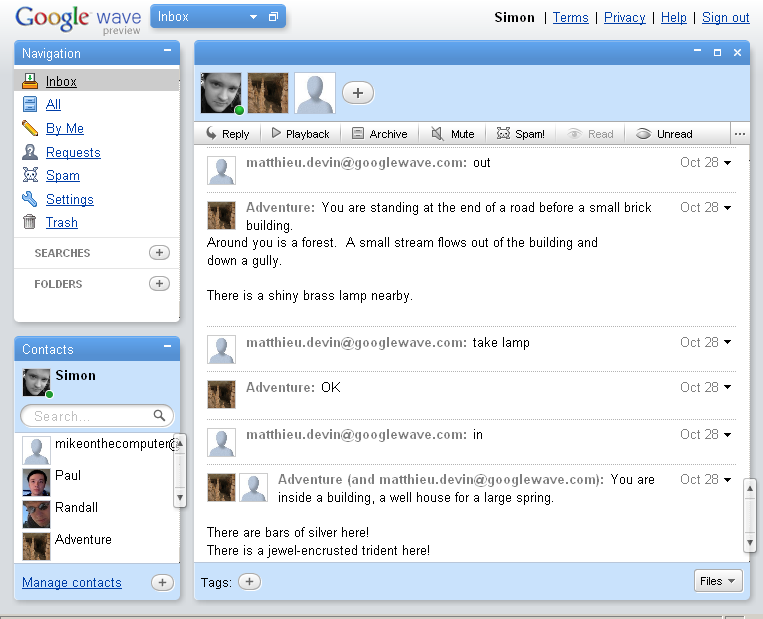 Google wave
preview
Inbox
Simon | Terms | Privacy | Help | Sign out
Navigation
Inbox
All
By Me
Requests
Spam
Settings
Trash
SEARCHES
FOLDERS
Contacts
Simon
Search...
mikeonthecomputer@
Paul
Randall
Adventure
Manage contacts
Reply Playback Archive Mute Spam! Read Unread ...
matthieu.devin@googlewave.com: out Oct 28
Adventure: You are standing at the end of a road before a small brick Oct 28
building.
Around you is a forest. A small stream flows out of the building and
down a gully.
There is a shiny brass lamp nearby.
matthieu.devin@googlewave.com: take lamp Oct 28
Adventure: OK Oct 28
matthieu.devin@googlewave.com: in Oct 28
Adventure (and matthieu.devin@googlewave.com): You are Oct 28
inside a building, a well house for a large spring.
There are bars of silver here!
There is a jewel-encrusted trident here!
Tags: Files